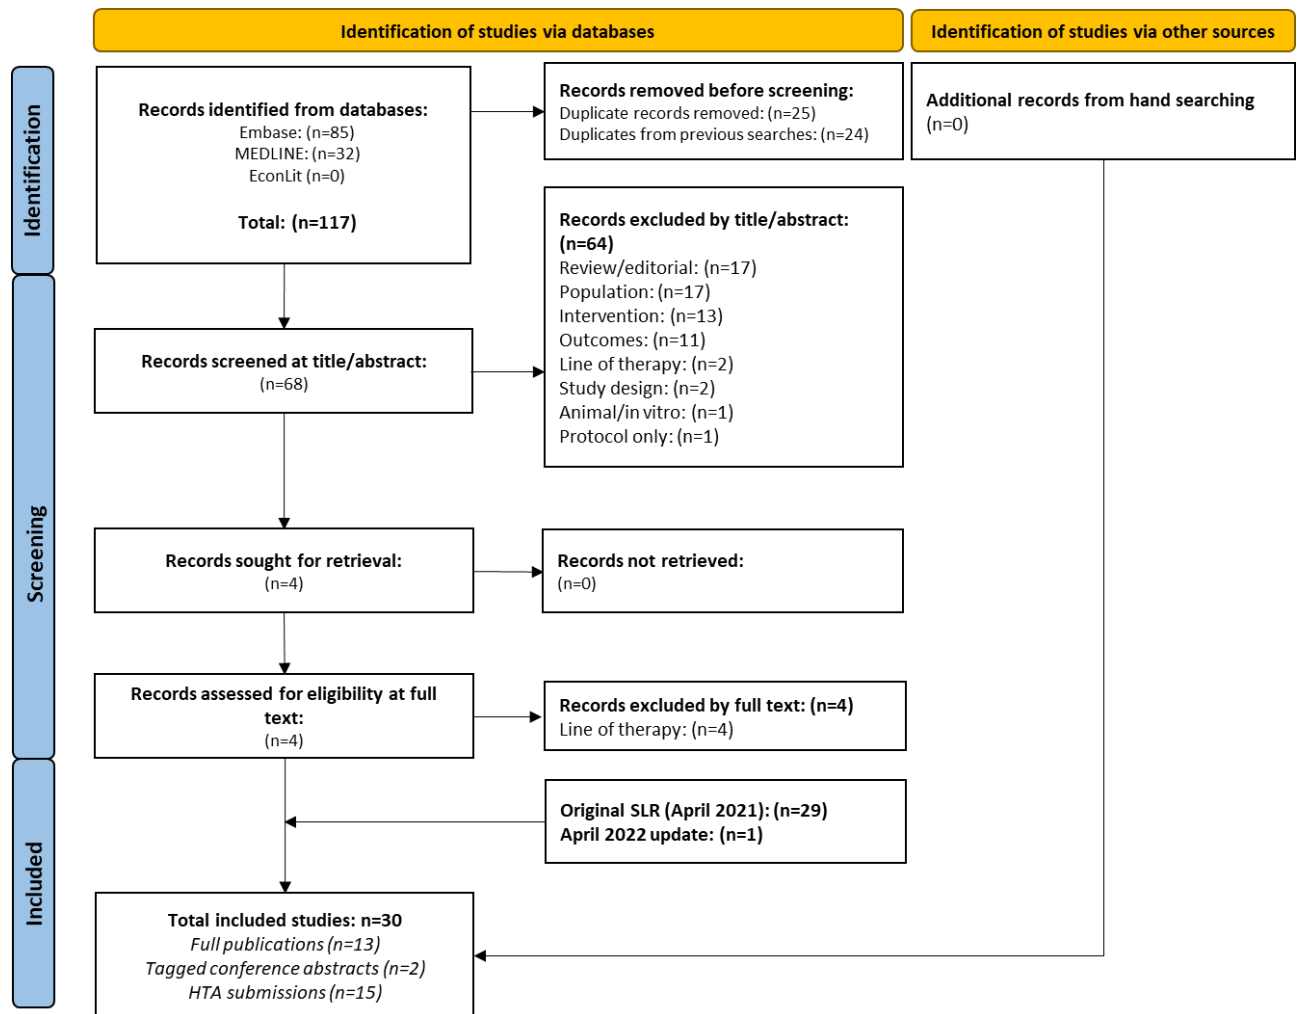 Identification of studies via databases
Identification of studies via other sources
Identification
Records identified from databases:
Embase: (n=85)
MEDLINE: (n=32)
EconLit (n=0)
Total: (n=117)
Records removed before screening:
Duplicate records removed: (n=25)
Duplicates from previous searches: (n=24)
Additional records from hand searching
(n=0)
Screening
Records screened at title/abstract:
(n=68)
Records excluded by title/abstract:
(n=64)
Review/editorial: (n=17)
Population: (n=17)
Intervention: (n=13)
Outcomes: (n=11)
Line of therapy: (n=2)
Study design: (n=2)
Animal/in vitro: (n=1)
Protocol only: (n=1)
Records sought for retrieval:
(n=4)
Records not retrieved:
(n=0)
Records assessed for eligibility at full
text:
(n=4)
Records excluded by full text: (n=4)
Line of therapy: (n=4)
Included
Original SLR (April 2021): (n=29)
April 2022 update: (n=1)
Total included studies: n=30
Full publications (n=13)
Tagged conference abstracts (n=2)
HTA submissions (n=15)